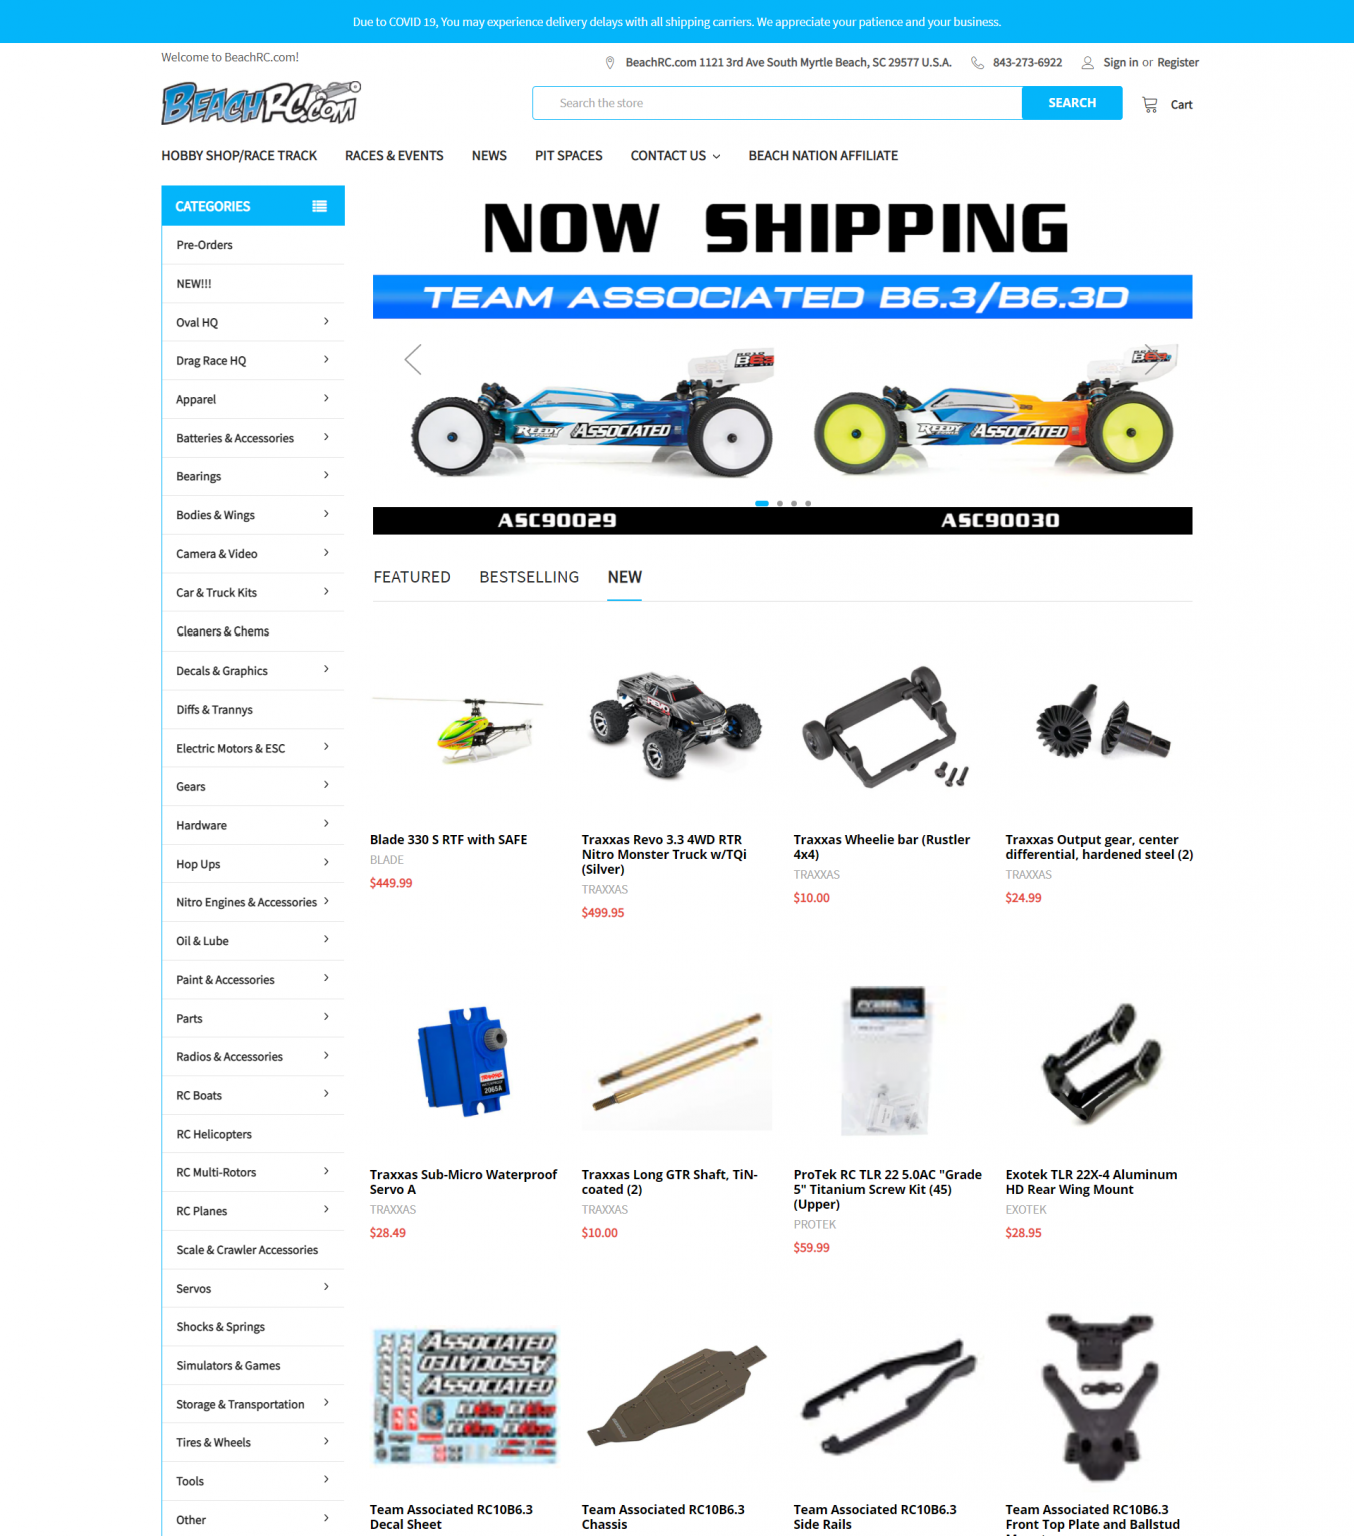 Due to COVID 19, You may experience delivery delays with all shipping carriers. We appreciate your patience and your business.
Welcome to BeachRC.com!
BeachRC.com 1121 3rd Ave South Myrtle Beach, SC 29577 U.S.A.
843-273-6922
Sign in or Register
BEACHRC.COM
Search the store
SEARCH
Cart
HOBBY SHOP/RACE TRACK
RACES & EVENTS
NEWS
PIT SPACES
CONTACT US
BEACH NATION AFFILIATE
CATEGORIES
Pre-Orders
NEW!!!
Oval HQ
Drag Race HQ
Apparel
Batteries & Accessories
Bearings
Bodies & Wings
Camera & Video
Car & Truck Kits
Cleaners & Chems
Decals & Graphics
Diffs & Trannys
Electric Motors & ESC
Gears
Hardware
Hop Ups
Nitro Engines & Accessories
Oil & Lube
Paint & Accessories
Parts
Radios & Accessories
RC Boats
RC Helicopters
RC Multi-Rotors
RC Planes
Scale & Crawler Accessories
Servos
Shocks & Springs
Simulators & Games
Storage & Transportation
Tires & Wheels
Tools
Other
NOW SHIPPING
TEAM ASSOCIATED B6.3/B6.3D
REEDY ASSOCIATED
REEDY ASSOCIATED
ASC90029
ASC90030
FEATURED
BESTSELLING
NEW
REVO
Blade 330 S RTF with SAFE
BLADE
$449.99
Traxxas Revo 3.3 4WD RTR
Nitro Monster Truck w/TQi
(Silver)
TRAXXAS
$499.95
Traxxas Wheelie bar (Rustler
4x4)
TRAXXAS
$10.00
Traxxas Output gear, center
differential, hardened steel (2)
TRAXXAS
$24.99
TRAXXAS
WATERPROOF
2065A
Traxxas Sub-Micro Waterproof
Servo A
TRAXXAS
$28.49
Traxxas Long GTR Shaft, TiN-
coated (2)
TRAXXAS
$10.00
ProTek RC TLR 22 5.0AC "Grade
5" Titanium Screw Kit (45)
(Upper)
PROTEK
$59.99
Exotek TLR 22X-4 Aluminum
HD Rear Wing Mount
EXOTEK
$28.95
REEDY
REEDY
ASSOCIATED
ASSOCIATED
ASSOCIATED
Team Associated RC10B6.3
Decal Sheet
Team Associated RC10B6.3
Chassis
Team Associated RC10B6.3
Side Rails
Team Associated RC10B6.3
Front Top Plate and Ballstud